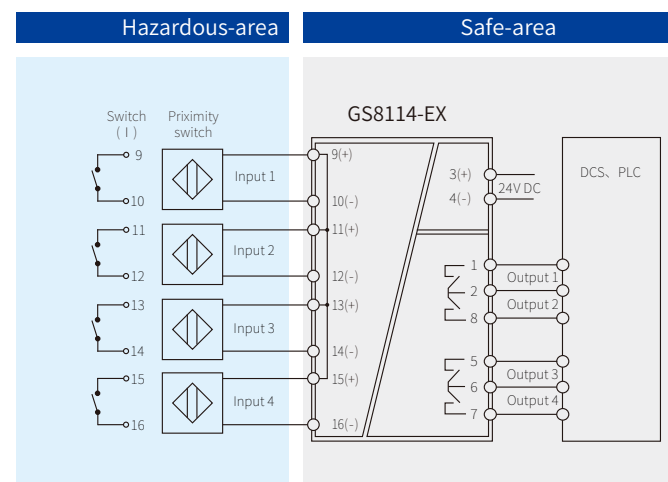 Hazardous-area
Safe-area
GS8114-EX
Switch
( I )
Priximity
switch
9
9(+)
DCS、PLC
Input 1
3(+)
24V DC
4(-)
10
10(-)
11
11(+)
Input 2
1
Output 1
12
12(-)
2
Output 2
13
13(+)
8
Input 3
14
14(-)
5
Output 3
15
15(+)
6
Input 4
Output 4
7
16
16(-)